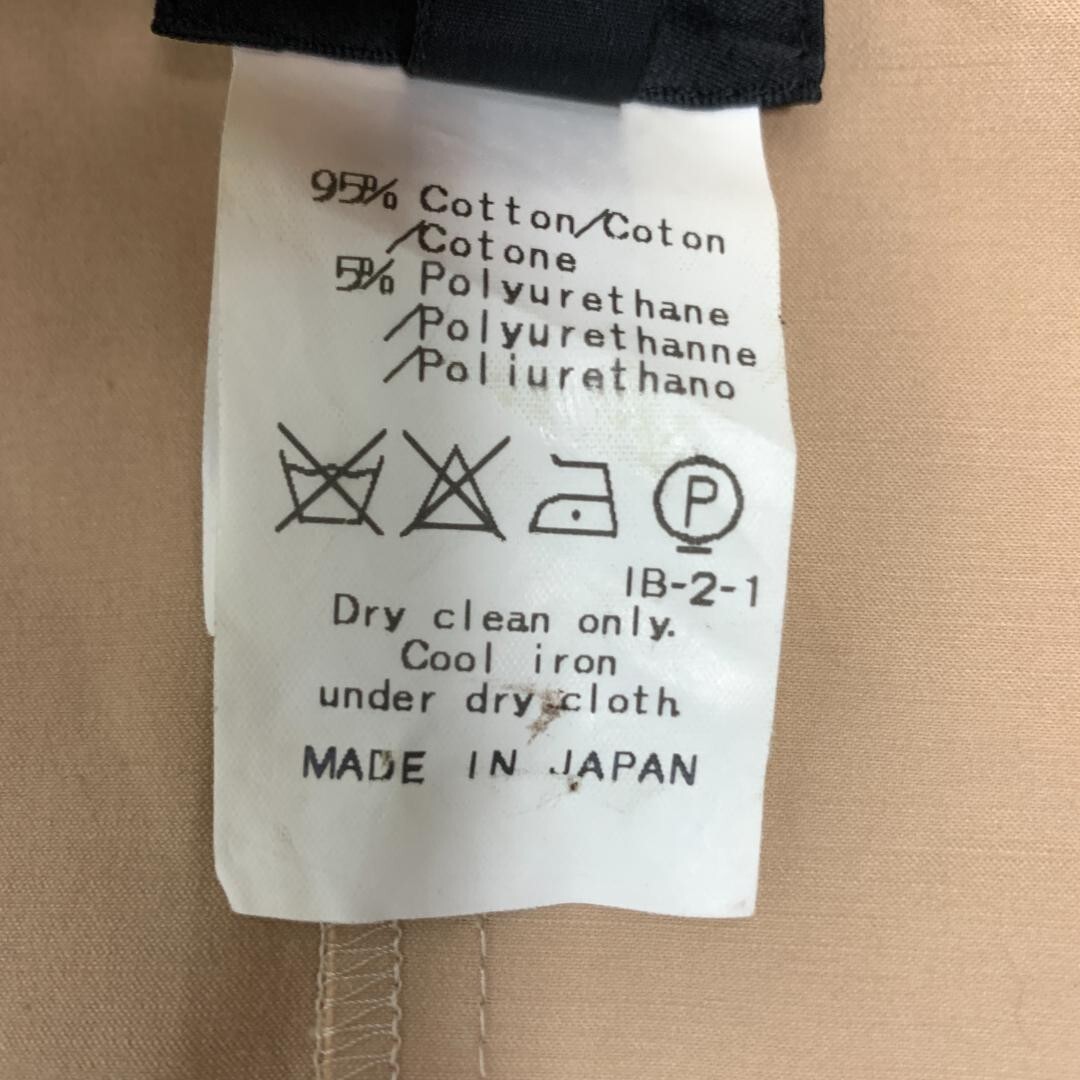 95% Cotton/Coton
/Cotone
5% Polyurethane
/Polyurethanne
/Poliurethano
P
IB-2-1
Dry clean only.
Cool iron
under dry cloth
MADE IN JAPAN